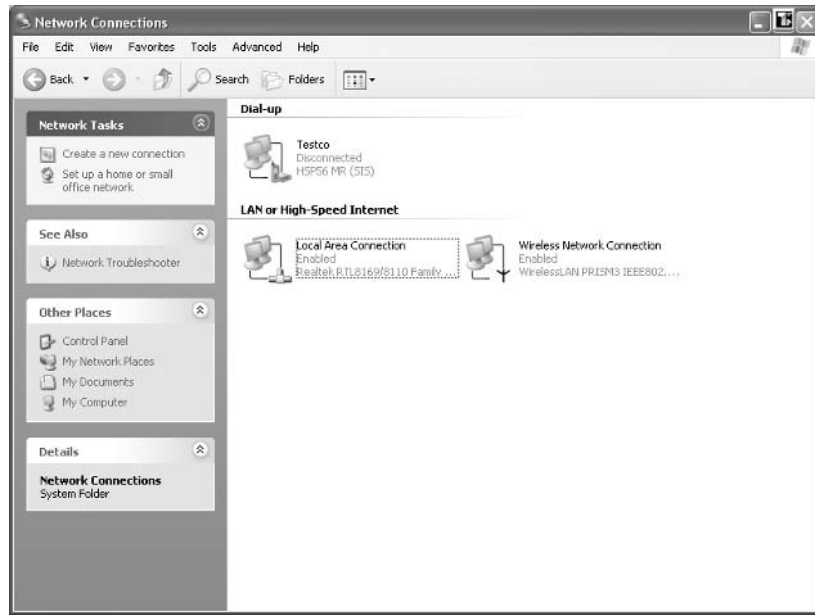 Network Connections
File Edit View Favorites Tools Advanced Help
Back Search Folders
Network Tasks
Create a new connection
Set up a home or small
office network
See Also
Network Troubleshooter
Other Places
Control Panel
My Network Places
My Documents
My Computer
Details
Network Connections
System Folder
Dial-up
Testco
Disconnected
HSP56 MR (SIS)
LAN or High-Speed Internet
Local Area Connection
Enabled
Realtek RTL8169/8110 Family ...
Wireless Network Connection
Enabled
WirelessLAN PRISM3 IEEE802....